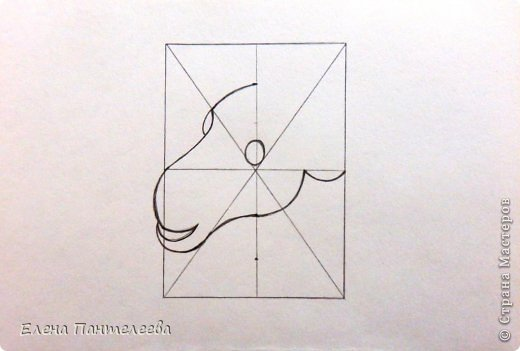 Елена Пантелеева
© Страна Мастеров